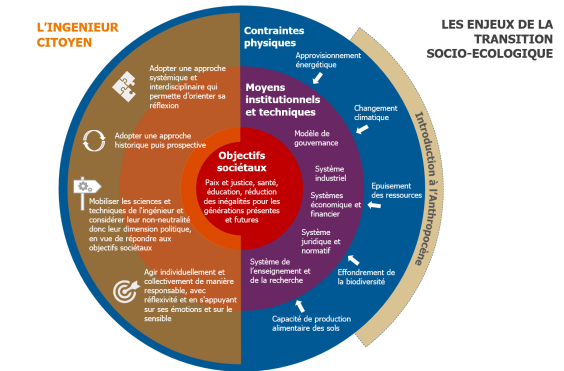 L'INGENIEUR
CITOYEN
Adopter une approche
systémique et
interdisciplinaire qui
permette d'orienter sa
réflexion
Adopter une approche
historique puis prospective
Mobiliser les sciences et
techniques de l'ingénieur et
considérer leur non-neutralité
donc leur dimension politique,
en vue de répondre aux
objectifs sociétaux
Agir individuellement et
collectivement de manière
responsable, avec
réflexivité et en s'appuyant
sur ses émotions et sur le
sensible
Objectifs
sociétaux
Paix et justice, santé,
éducation, réduction
des inégalités pour les
générations présentes
et futures
Contraintes
physiques
Moyens
institutionnels
et techniques
Modèle de
gouvernance
Système
industriel
Systèmes
économique et
financier
Système
juridique et
normatif
Système de
l'enseignement et
de la recherche
Approvisionnement
énergétique
Changement
climatique
Epuisement
des ressources
Effondrement de
la biodiversité
Capacité de production
alimentaire des sols
Introduction à l'Anthropocène
LES ENJEUX DE LA
TRANSITION
SOCIO-ECOLOGIQUE